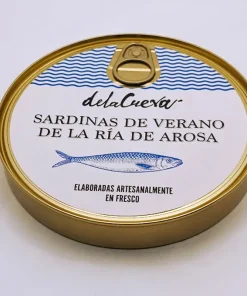 delaCueva
SARDINAS DE VERANO
DE LA RÍA DE AROSA
ELABORADAS ARTESANALMENTE
EN FRESCO